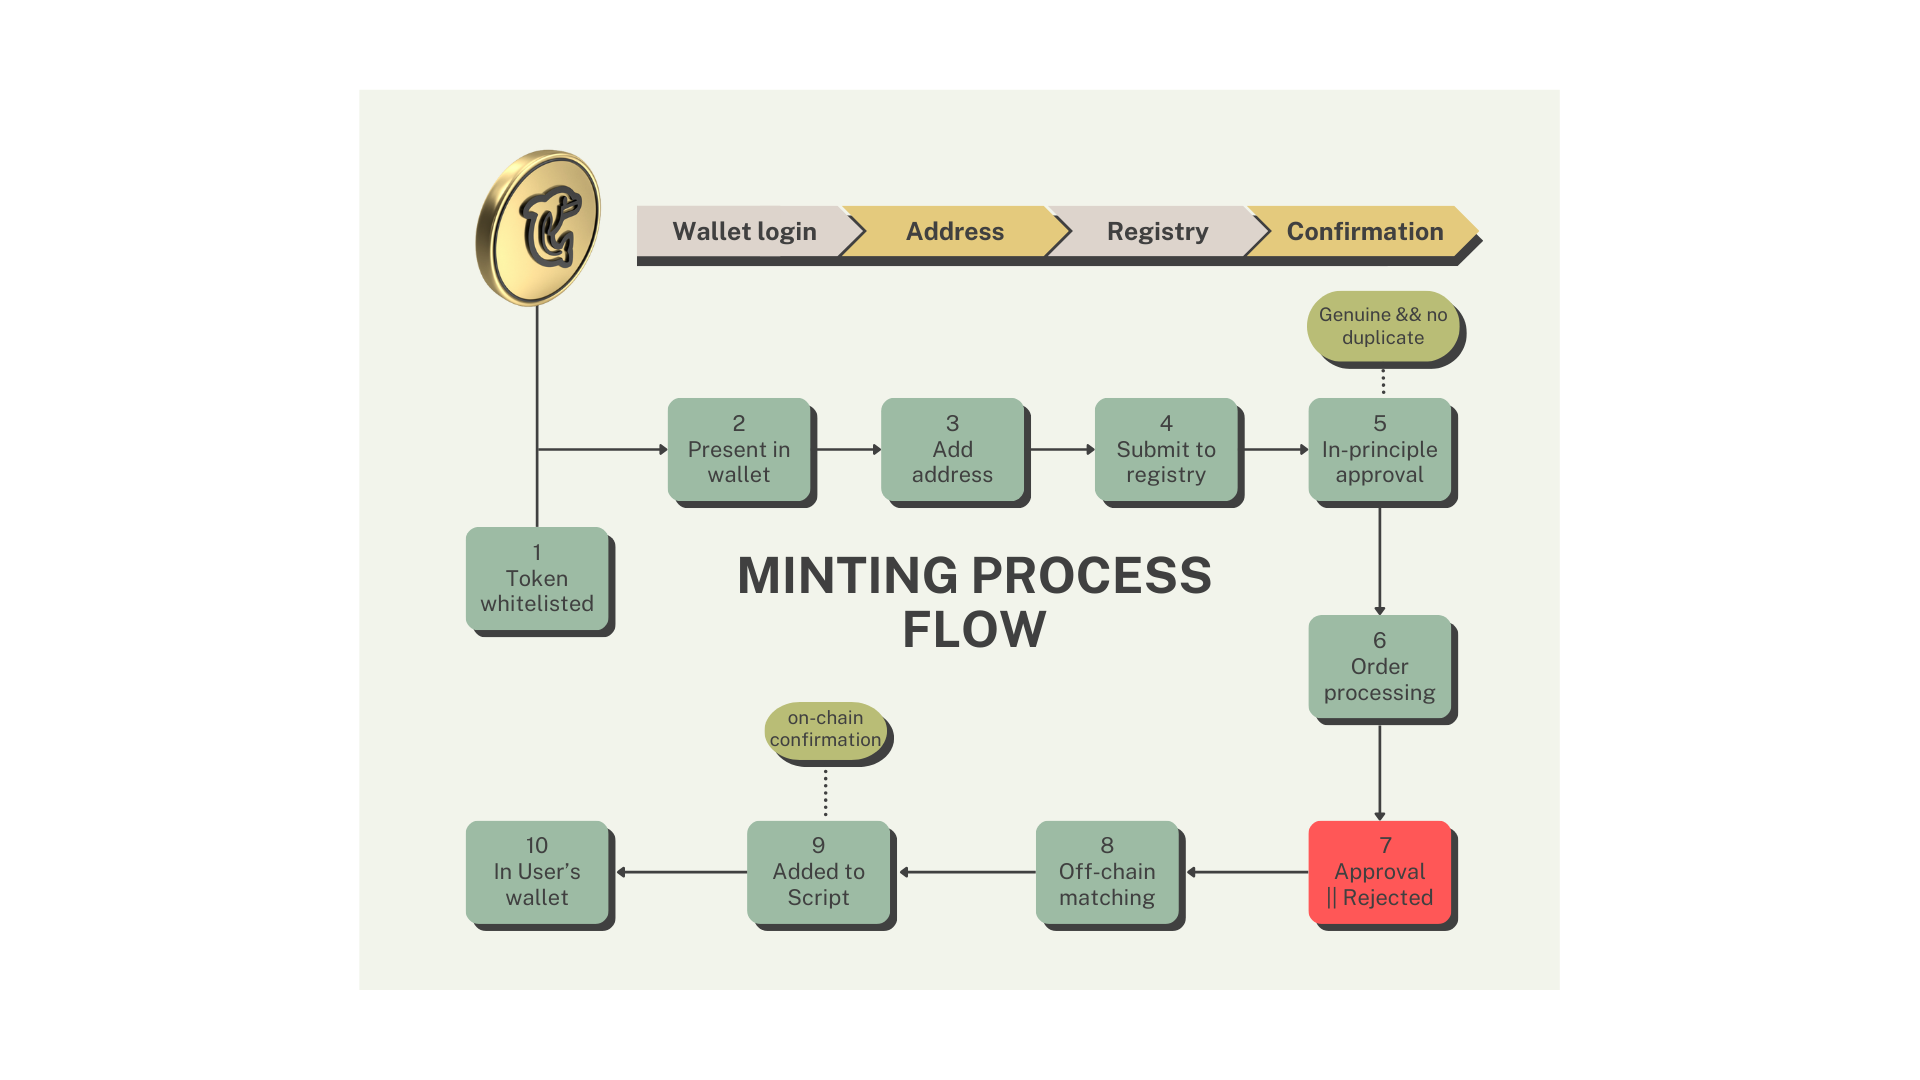 Wallet login
Address
Registry
Confirmation
Genuine && no
duplicate
2
Present in
wallet
3
Add
address
4
Submit to
registry
5
In-principle
approval
1
Token
whitelisted
MINTING PROCESS
FLOW
6
Order
processing
on-chain
confirmation
10
In User’s
wallet
9
Added to
Script
8
Off-chain
matching
7
Approval
|| Rejected